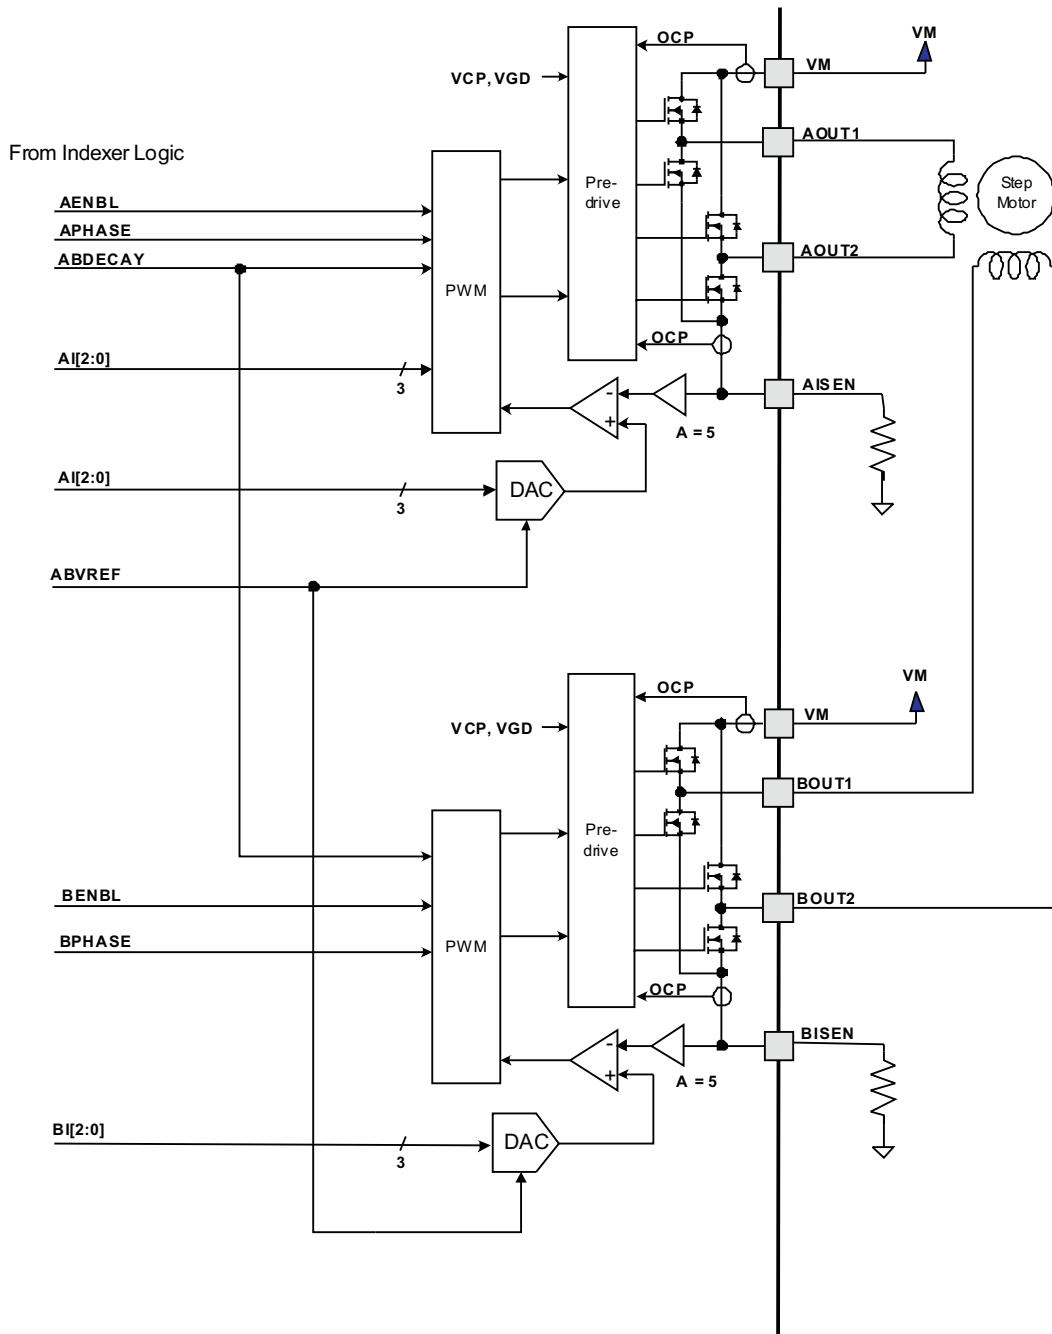 OCP
VM
VM
VCP, VGD
AOUT1
From Indexer Logic
Step
Motor
Pre-
drive
AENBL
APHASE
ABDECAY
AOUT2
PWM
OCP
AI[2:0]
3
AISEN
-
+
A = 5
AI[2:0]
3
DAC
ABVREF
VM
OCP
VM
VCP, VGD
BOUT1
Pre-
drive
BENBL
BOUT2
BPHASE
PWM
OCP
BISEN
-
+
A = 5
BI[2:0]
3
DAC